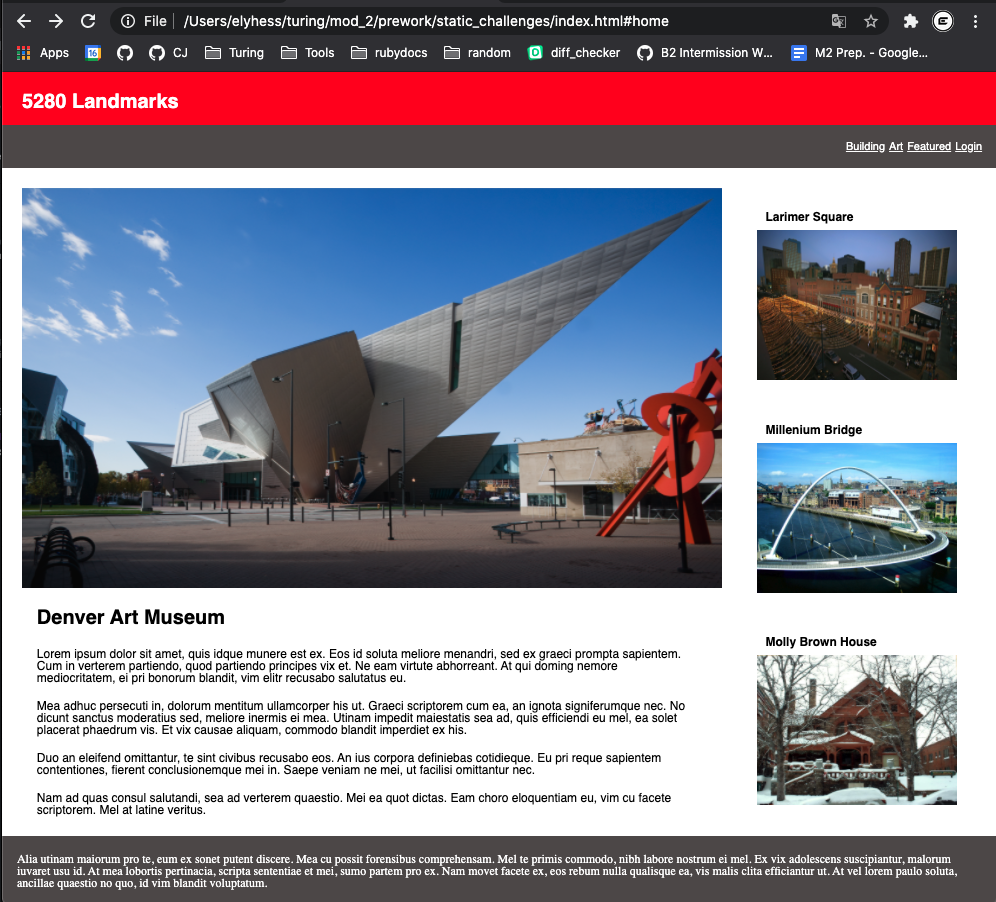 File /Users/elyhess/turing/mod_2/prework/static_challenges/index.html#home
Apps 16 CJ Turing Tools rubydocs random diff_checker B2 Intermission W... M2 Prep. - Google...
5280 Landmarks
Building Art Featured Login
Larimer Square
Millenium Bridge
Molly Brown House
Denver Art Museum
Lorem ipsum dolor sit amet, quis idque munere est ex. Eos id soluta meliore menandri, sed ex graeci prompta sapientem.
Cum in verterem partiendo, quod partiendo principes vix et. Ne eam virtute abhorreant. At qui doming nemore
mediocritatem, ei pri bonorum blandit, vim elitr recusabo salutatus eu.
Mea adhuc persecuti in, dolorum mentitum ullamcorper his ut. Graeci scriptorem cum ea, an ignota signiferumque nec. No
dicunt sanctus moderatius sed, meliore inermis ei mea. Utinam impedit maiestatis sea ad, quis efficiendi eu mel, ea solet
placerat phaedrum vis. Et vix causae aliquam, commodo blandit imperdiet ex his.
Duo an eleifend omittantur, te sint civibus recusabo eos. An ius corpora definiebas cotidieque. Eu pri reque sapientem
contentiones, fierent conclusionemque mei in. Saepe veniam ne mei, ut facilisi omittantur nec.
Nam ad quas consul salutandi, sea ad verterem quaestio. Mei ea quot dictas. Eam choro eloquentiam eu, vim cu facete
scriptorem. Mel at latine veritus.
Alia utinam maiorum pro te, eum ex sonet putent discere. Mea cu possit forensibus comprehensam. Mel te primis commodo, nibh labore nostrum ei mel. Ex vix adolescens suscipiantur, malorum
iuvaret usu id. At mea lobortis pertinacia, scripta sententiae et mei, sumo partem pro ex. Nam movet facete ex, eos rebum nulla qualisque ea, vis malis clita efficiantur ut. At vel lorem paulo soluta,
ancillae quaestio no quo, id vim blandit voluptatum.